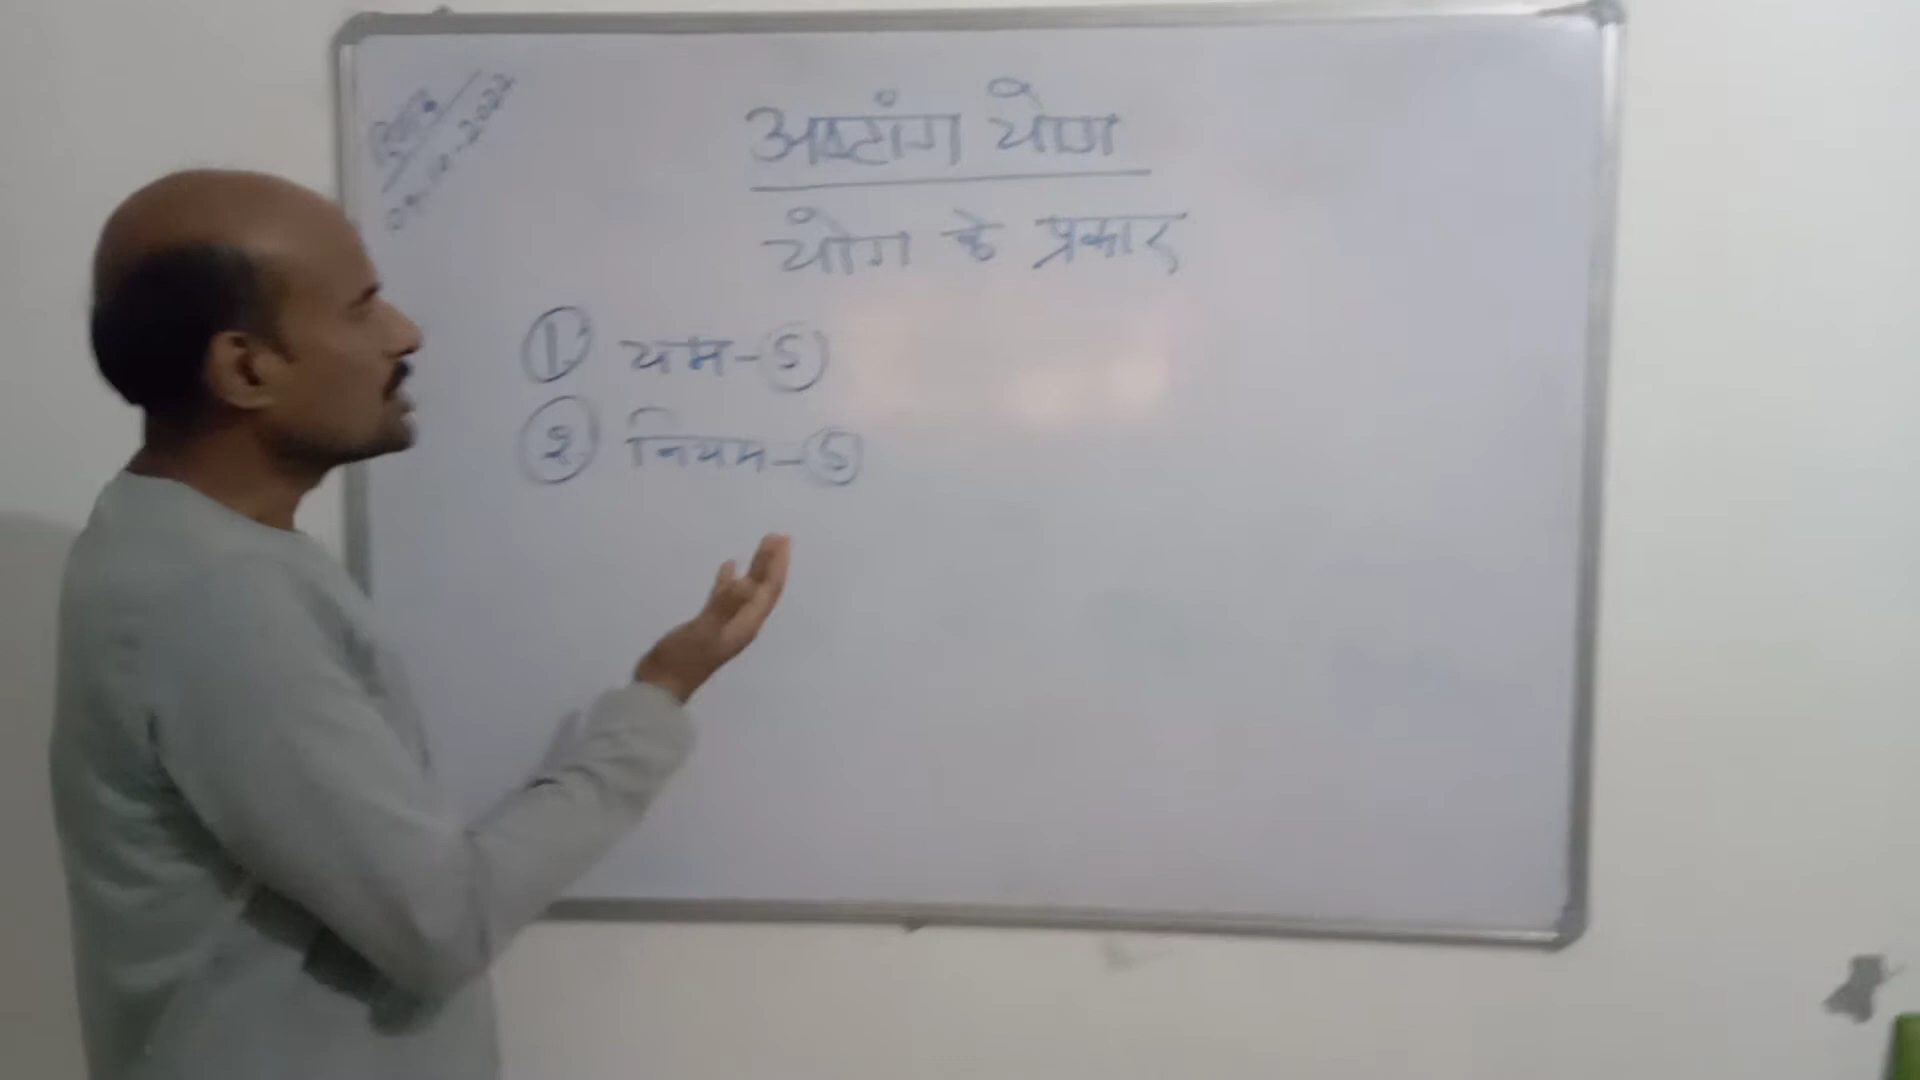 अष्टांग योग
योग के प्रकार
1. यम-5
2. नियम-5